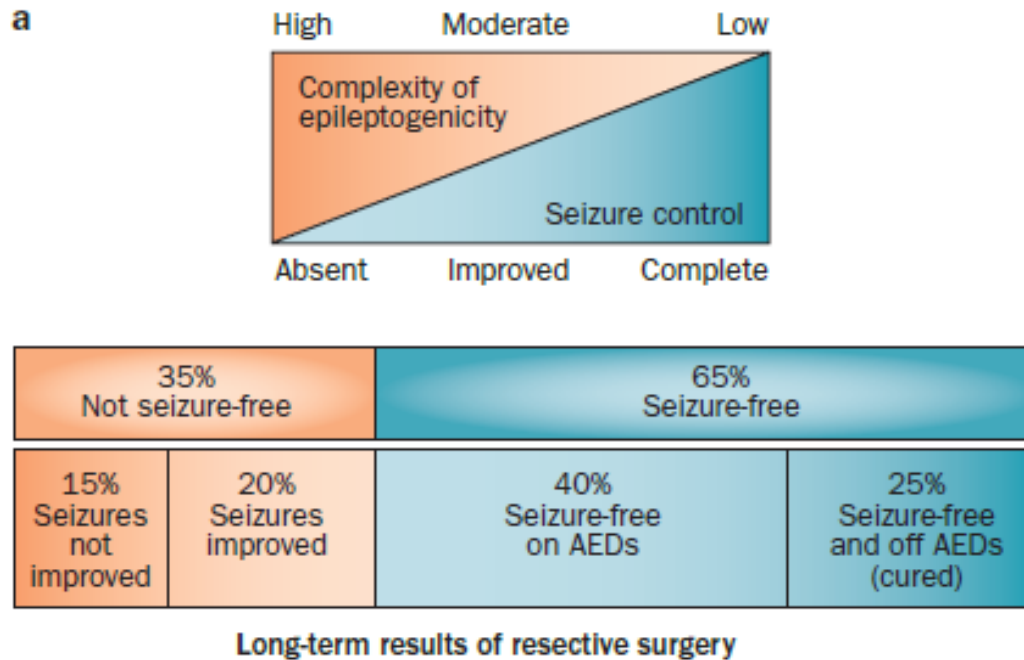 a
High Moderate Low
Complexity of
epileptogenicity
Seizure control
Absent Improved Complete
35%
Not seizure-free
65%
Seizure-free
15%
Seizures
not
improved
20%
Seizures
improved
40%
Seizure-free
on AEDs
25%
Seizure-free
and off AEDs
(cured)
Long-term results of resective surgery